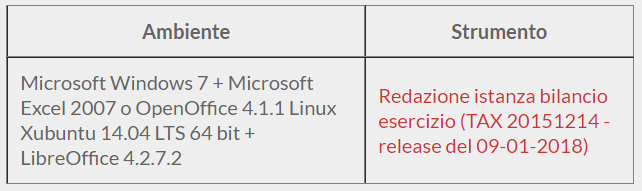 Ambiente
Strumento
Microsoft Windows 7 + Microsoft
Excel 2007 o OpenOffice 4.1.1 Linux
Xubuntu 14.04 LTS 64 bit +
LibreOffice 4.2.7.2
Redazione istanza bilancio
esercizio (TAX 20151214 -
release del 09-01-2018)